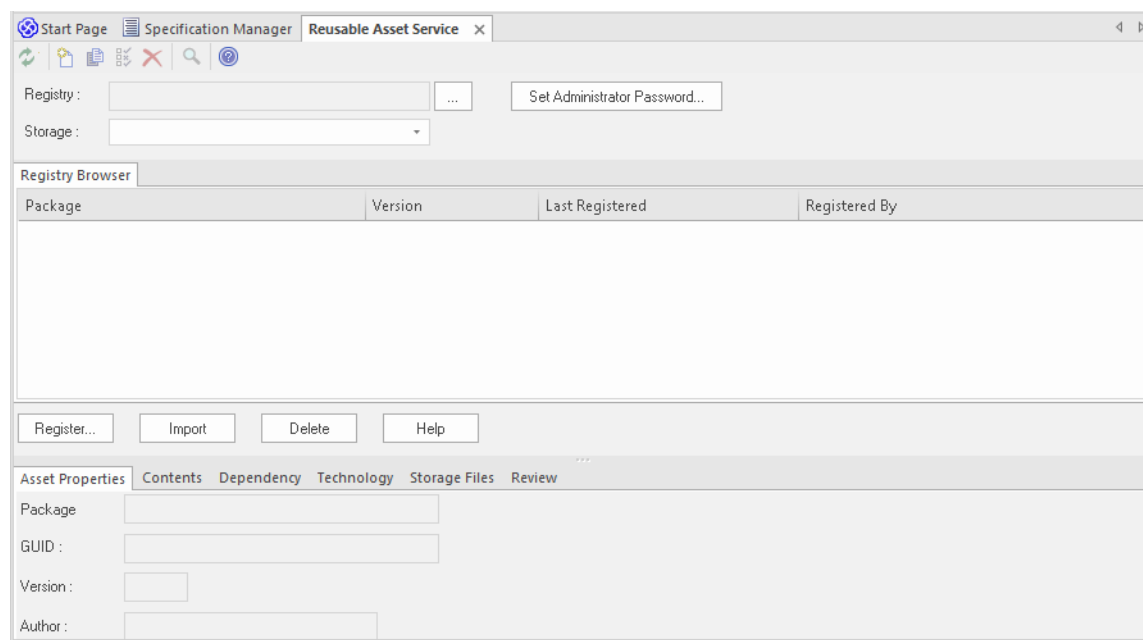 Start Page Specification Manager Reusable Asset Service
Registry : ... Set Administrator Password...
Storage :
Registry Browser
Package Version Last Registered Registered By
Register... Import Delete Help
Asset Properties Contents Dependency Technology Storage Files Review
Package
GUID :
Version :
Author :